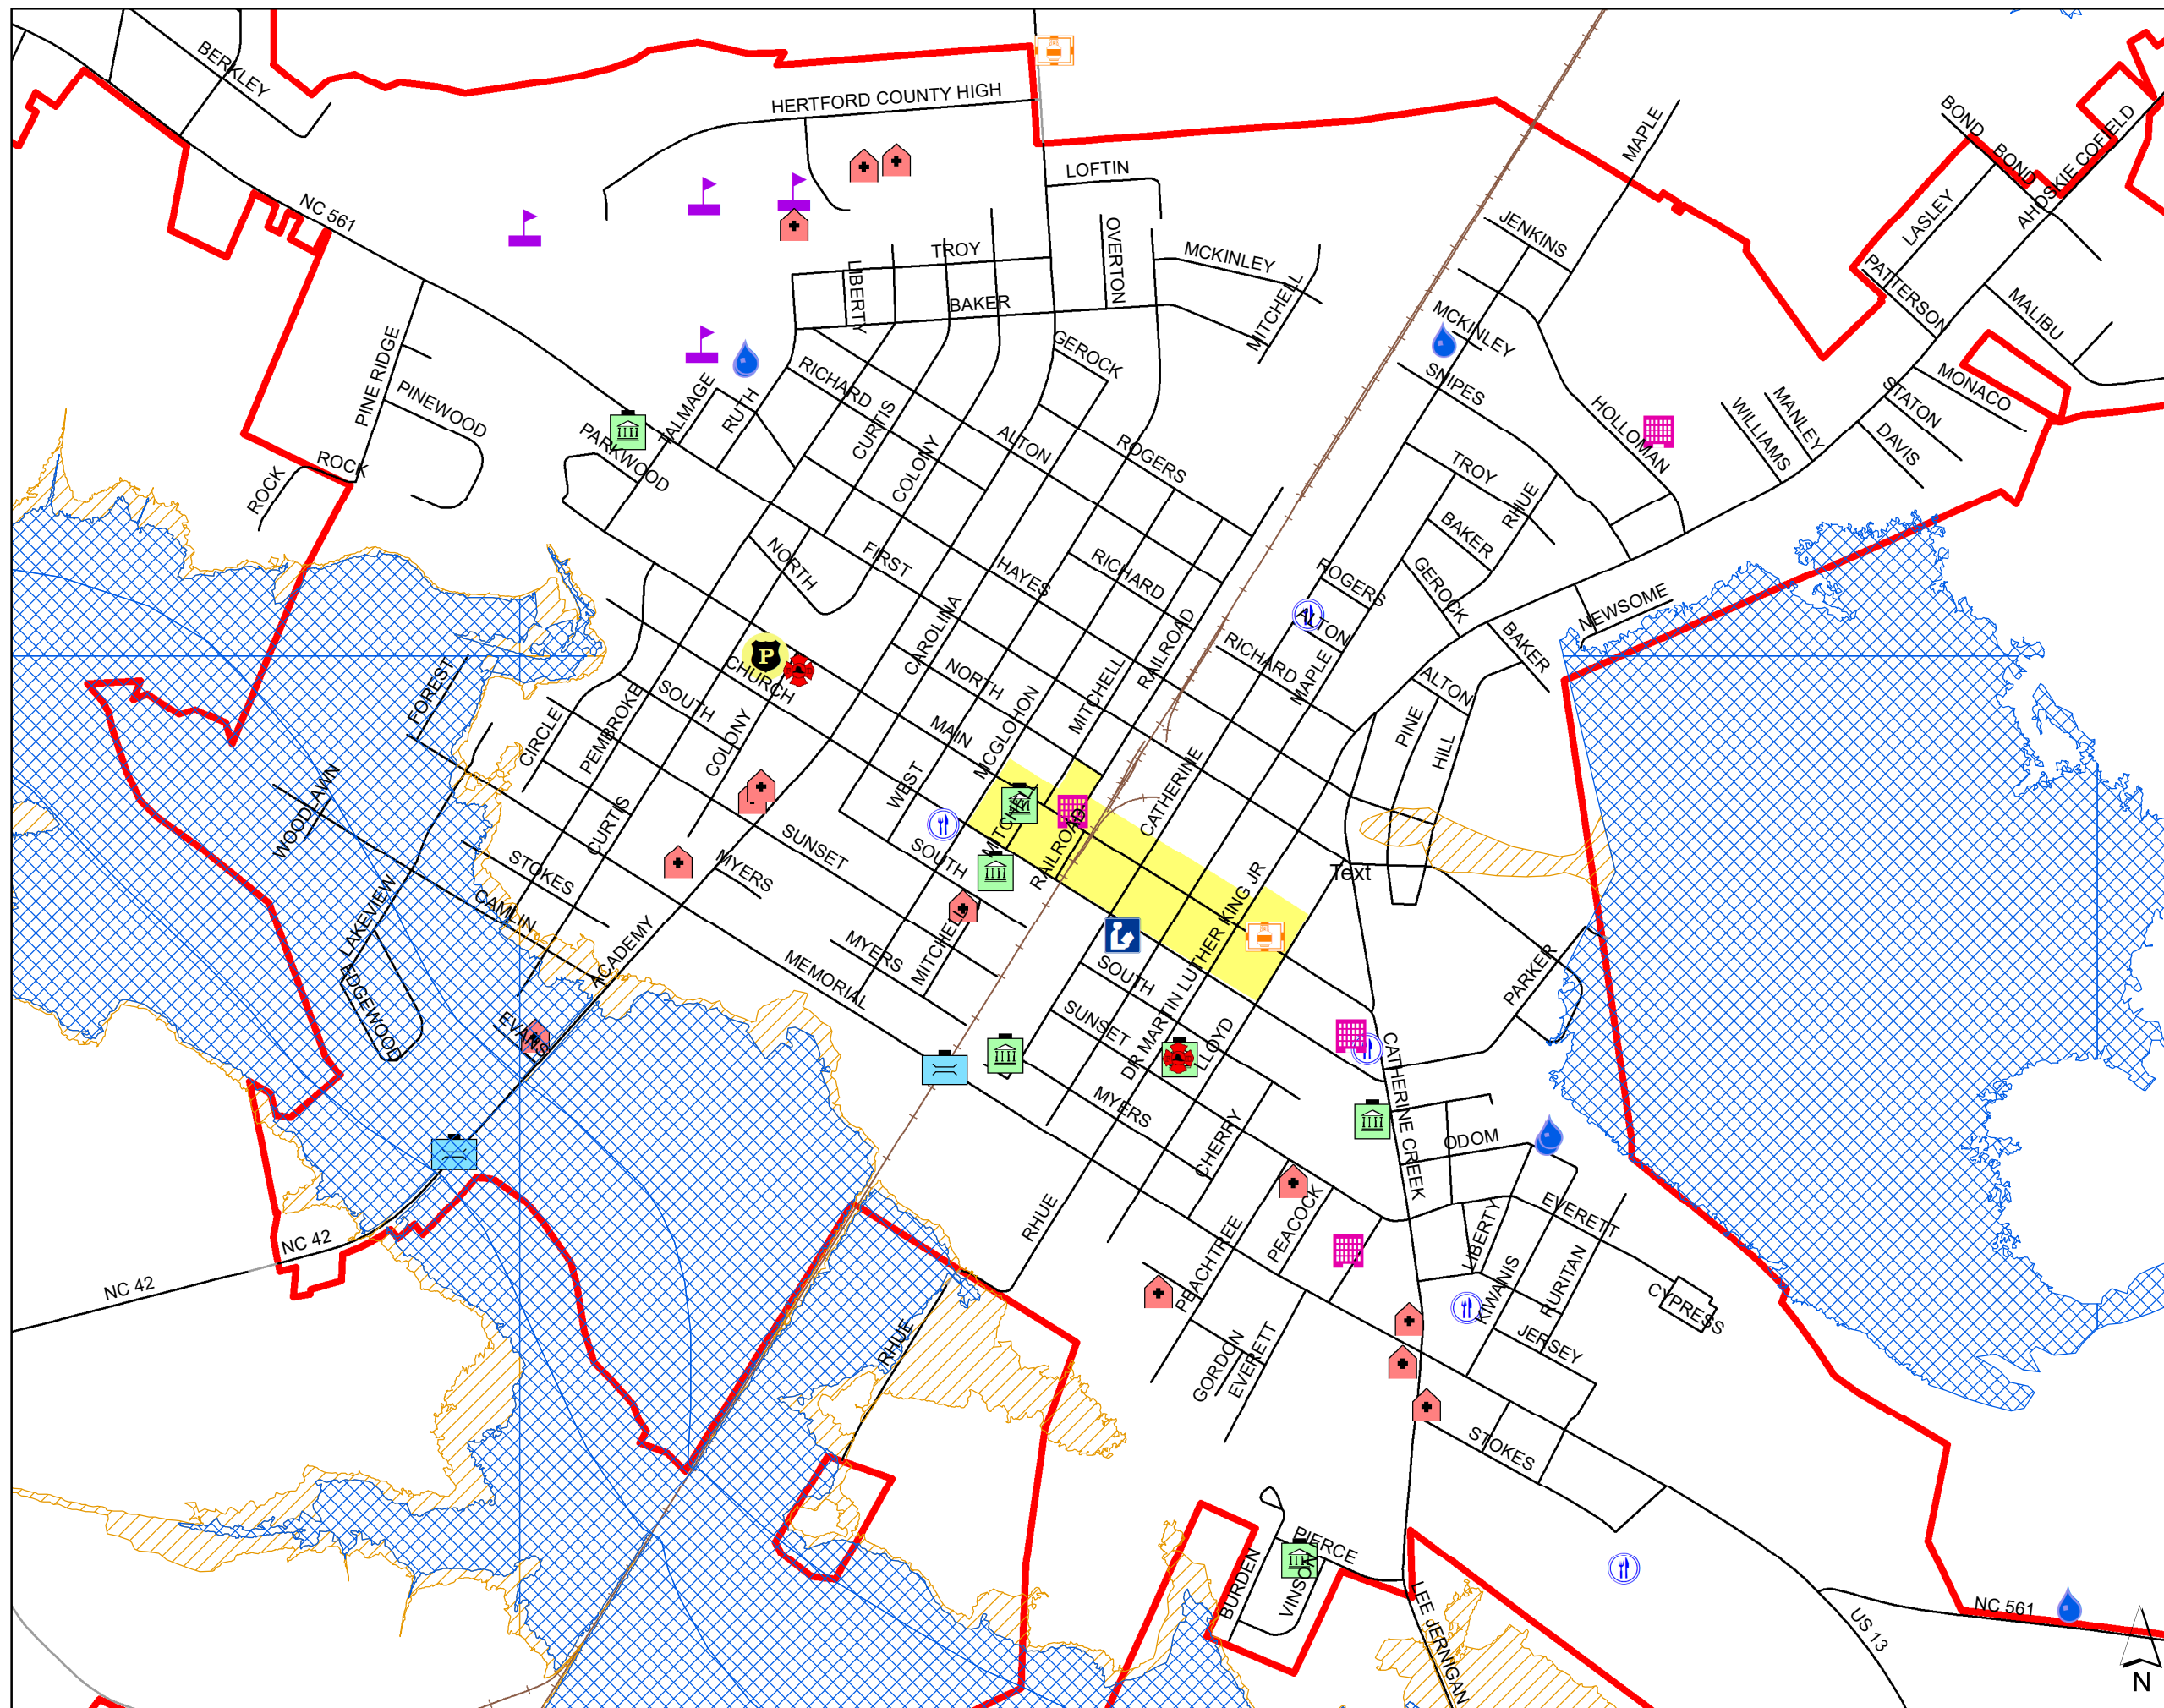 BERKLEY
HERTFORD COUNTY HIGH
MAPLE
BOND
BOND
AHOSKIE COFIELD
LOFTIN
NC 561
LASLEY
JENKINS
OVERTON
TROY
MCKINLEY
LIBERTY
BAKER
MITCHELL
PATTERSON
MALIBU
MCKINLEY
GEROCK
PINE RIDGE
RICHARD
SNIPES
MONACO
PINEWOOD
TALMAGE
RUTH
CURTIS
STATON
HOLLOMAN
WILLIAMS
MANLEY
DAVIS
PARKWOOD
COLONY
ALTON
ROGERS
TROY
ROCK
ROCK
RHUE
BAKER
NORTH
FIRST
HAYES
RICHARD
ROGERS
GEROCK
NEWSOME
CAROLINA
RAILROAD
ALTON
RICHARD
BAKER
P
CHURCH
NORTH
MITCHELL
MAPLE
ALTON
FOREST
SOUTH
CIRCLE
PEMBROKE
COLONY
MAIN
MCGLOHON
PINE
HILL
WEST
CATHERINE
WOODLAWN
CURTIS
SUNSET
SOUTH
MITCHELL
RAILROAD
STOKES
MYERS
Text
LAKEVIEW
CAMLIN
ACADEMY
MYERS
MITCHELL
DR MARTIN LUTHER KING JR
EDGEWOOD
MEMORIAL
SOUTH
PARKER
EVANS
SUNSET
LLOYD
CATHERINE CREEK
MYERS
CHERRY
ODOM
NC 42
NC 42
RHUE
PEACHTREE
PEACOCK
LIBERTY
EVERETT
KIWANIS
RURITAN
CYPRESS
RHUE
GORDON
EVERETT
JERSEY
STOKES
PIERCE
BURDEN
VINSON
LEE JERNIGAN
NC 561
US 13
N